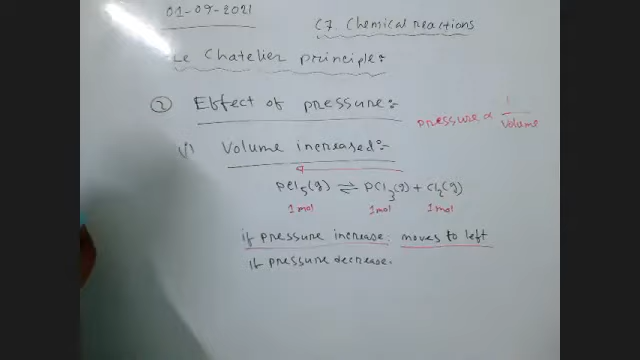 01-09-2021
C7. Chemical reactions
Le Chatelier principle:
② Effect of pressure:-
pressure ∝ 1/volume
i) Volume increased:-
PCl5(g) ⇌ PCl3(g) + Cl2(g)
1 mol 1 mol 1 mol
if pressure increase: moves to left
if pressure decrease.